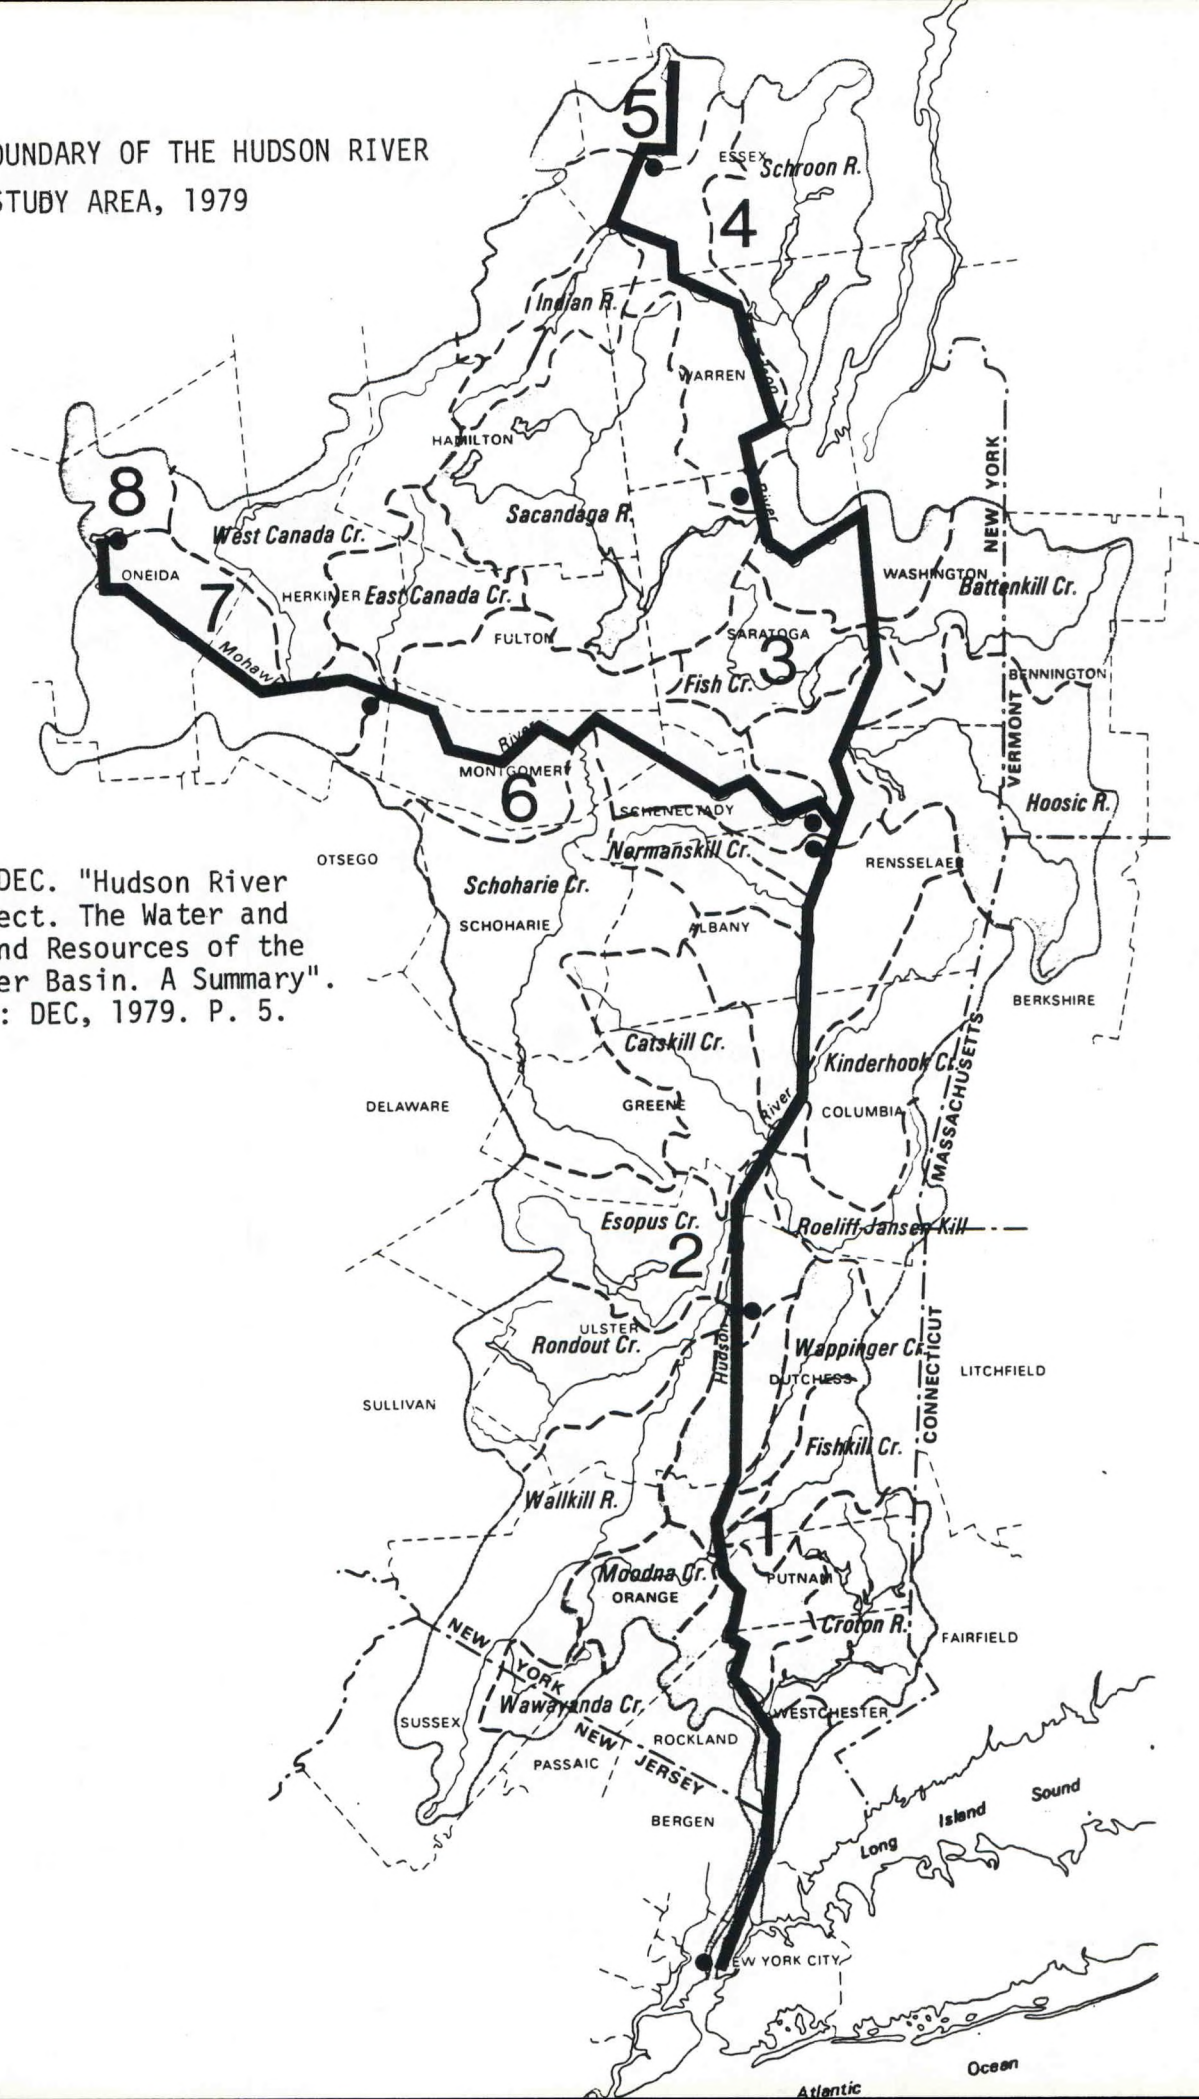 OUNDARY OF THE HUDSON RIVER
STUDY AREA, 1979
5
ESSEX
Schroon R.
4
Indian R.
WARREN
HAMILTON
8
NEW YORK
River
Sacandaga R.
West Canada Cr.
ONEIDA
7
HERKIMER
East Canada Cr.
WASHINGTON
Battenkill Cr.
FULTON
SARATOGA
3
Mohaw
Fish Cr.
BENNINGTON
VERMONT
River
MONTGOMERY
6
SCHENECTADY
Hoosic R.
OTSEGO
Normanskill Cr.
RENSSELAER
DEC. "Hudson River
ect. The Water and
nd Resources of the
er Basin. A Summary".
: DEC, 1979. P. 5.
Schoharie Cr.
SCHOHARIE
ALBANY
BERKSHIRE
Catskill Cr.
Kinderhook Cr.
MASSACHUSETTS
DELAWARE
GREENE
River
COLUMBIA
Esopus Cr.
2
Roeliff-Jansen Kill
ULSTER
Rondout Cr.
Hudson
Wappinger Cr.
DUTCHESS
CONNECTICUT
LITCHFIELD
SULLIVAN
Fishkill Cr.
Wallkill R.
1
Moodna Cr.
ORANGE
PUTNAM
Croton R.
FAIRFIELD
NEW YORK
Wawayanda Cr.
SUSSEX
NEW JERSEY
PASSAIC
ROCKLAND
WESTCHESTER
BERGEN
Long Island Sound
EW YORK CITY
Atlantic Ocean